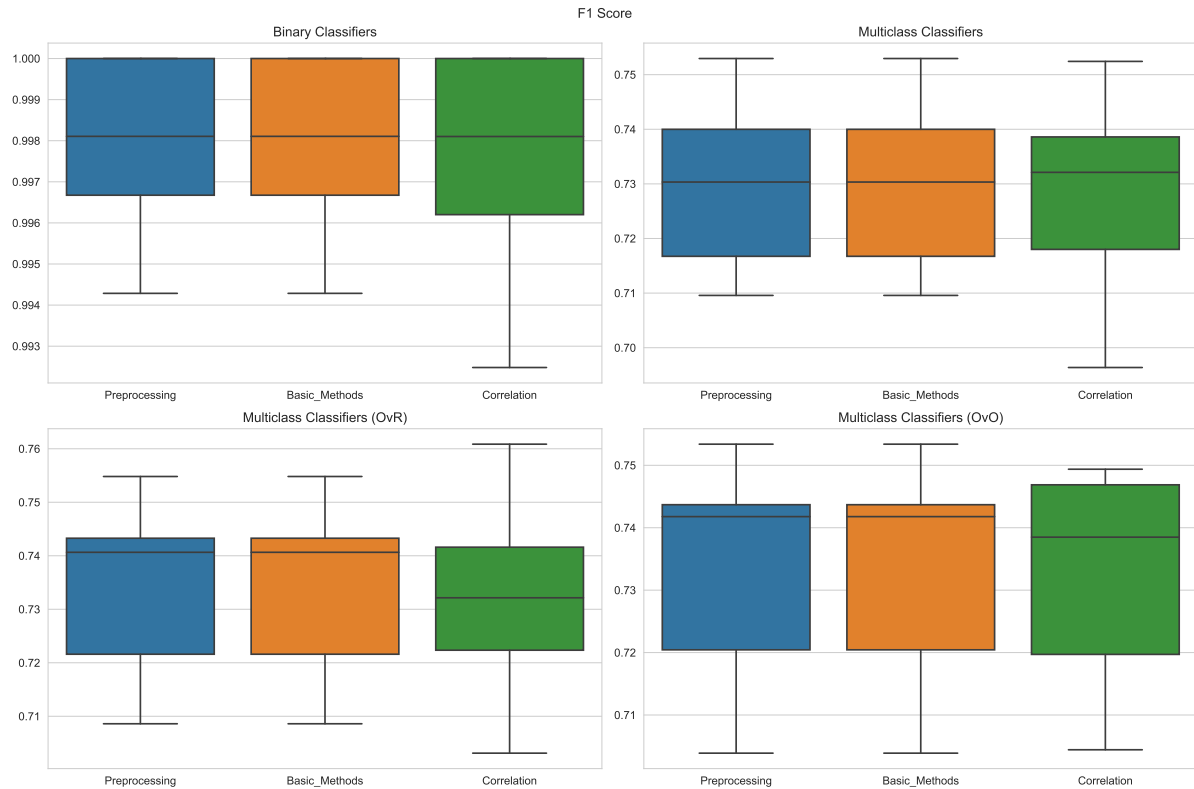 F1 Score
Binary Classifiers
1.000
0.999
0.998
0.997
0.996
0.995
0.994
0.993
Preprocessing
Basic_Methods
Correlation
Multiclass Classifiers
0.75
0.74
0.73
0.72
0.71
0.70
Preprocessing
Basic_Methods
Correlation
Multiclass Classifiers (OvR)
0.76
0.75
0.74
0.73
0.72
0.71
Preprocessing
Basic_Methods
Correlation
Multiclass Classifiers (OvO)
0.75
0.74
0.73
0.72
0.71
Preprocessing
Basic_Methods
Correlation